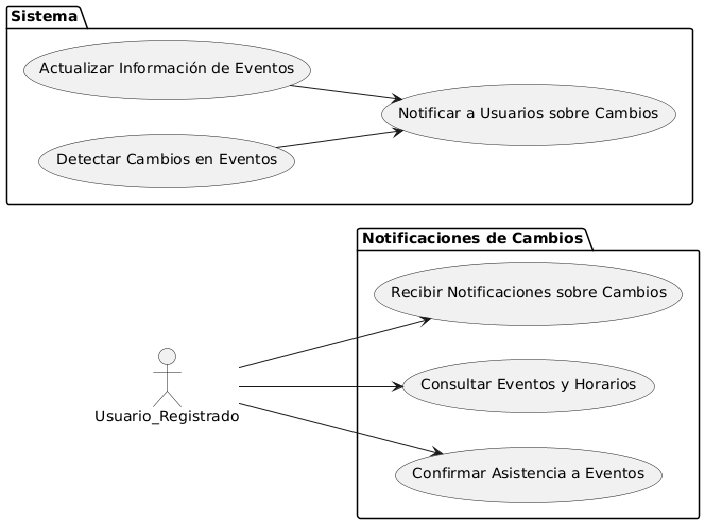 Sistema
Actualizar Información de Eventos
Notificar a Usuarios sobre Cambios
Detectar Cambios en Eventos
Notificaciones de Cambios
Recibir Notificaciones sobre Cambios
Consultar Eventos y Horarios
Usuario_Registrado
Confirmar Asistencia a Eventos